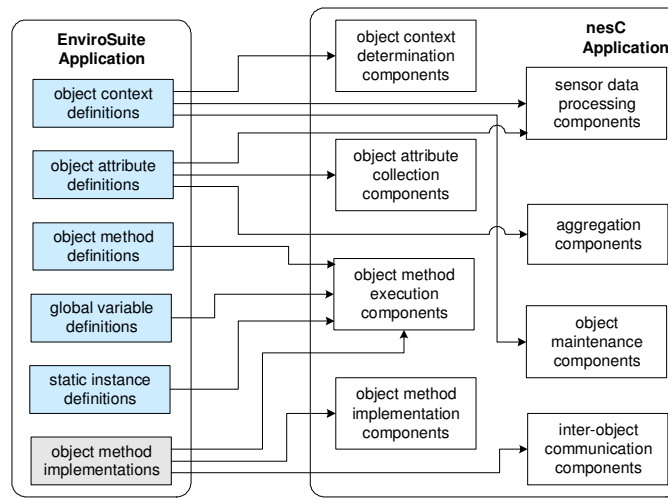 EnviroSuite
Application
object context
definitions
object attribute
definitions
object method
definitions
global variable
definitions
static instance
definitions
object method
implementations
nesC
Application
object context
determination
components
sensor data
processing
components
object attribute
collection
components
aggregation
components
object method
execution
components
object
maintenance
components
object method
implementation
components
inter-object
communication
components